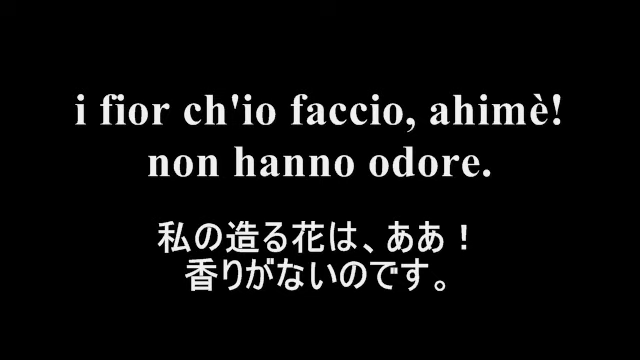 i fior ch'io faccio, ahimè!
non hanno odore.
私の造る花は、ああ！
香りがないのです。